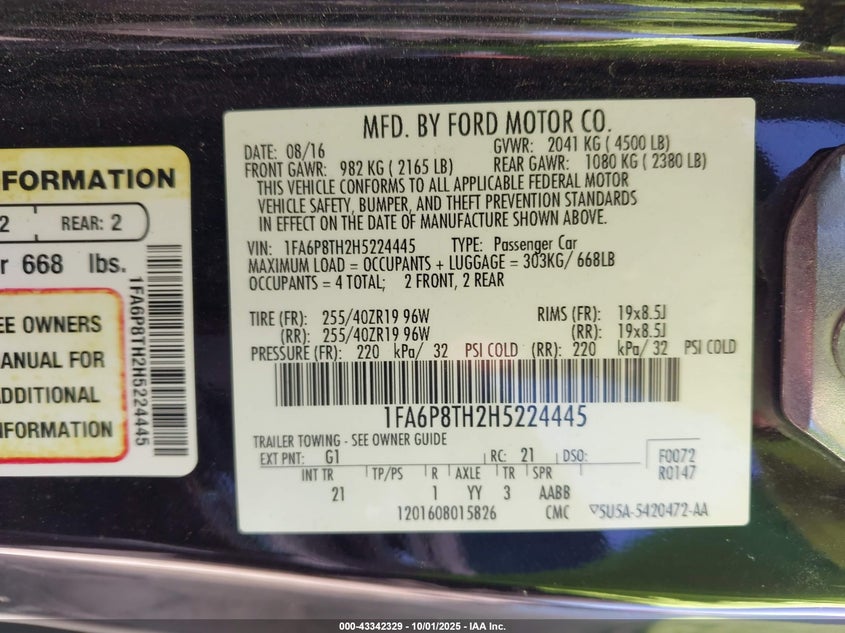 FORMATION
2 REAR: 2
r 668 lbs.
EE OWNERS
ANUAL FOR
ADDITIONAL
NFORMATION
1FA6P8TH2H5224445
MFD. BY FORD MOTOR CO.
DATE: 08/16 GVWR: 2041 KG ( 4500 LB)
FRONT GAWR: 982 KG ( 2165 LB) REAR GAWR: 1080 KG ( 2380 LB)
THIS VEHICLE CONFORMS TO ALL APPLICABLE FEDERAL MOTOR
VEHICLE SAFETY, BUMPER, AND THEFT PREVENTION STANDARDS
IN EFFECT ON THE DATE OF MANUFACTURE SHOWN ABOVE.
VIN: 1FA6P8TH2H5224445 TYPE: Passenger Car
MAXIMUM LOAD = OCCUPANTS + LUGGAGE = 303KG/ 668LB
OCCUPANTS = 4 TOTAL; 2 FRONT, 2 REAR
TIRE (FR): 255/40ZR19 96W RIMS (FR): 19x8.5J
(RR): 255/40ZR19 96W (RR): 19x8.5J
PRESSURE (FR): 220 kPa/ 32 PSI COLD (RR): 220 kPa/ 32 PSI COLD
1FA6P8TH2H5224445
TRAILER TOWING - SEE OWNER GUIDE
EXT PNT: G1 RC: 21 DSO: F0072
INT TR TP/PS R AXLE TR SPR R0147
21 1 YY 3 AABB
1201608015826 CMC 5U5A-5420472-AA
000-43342329 - 10/01/2025 - IAA Inc.